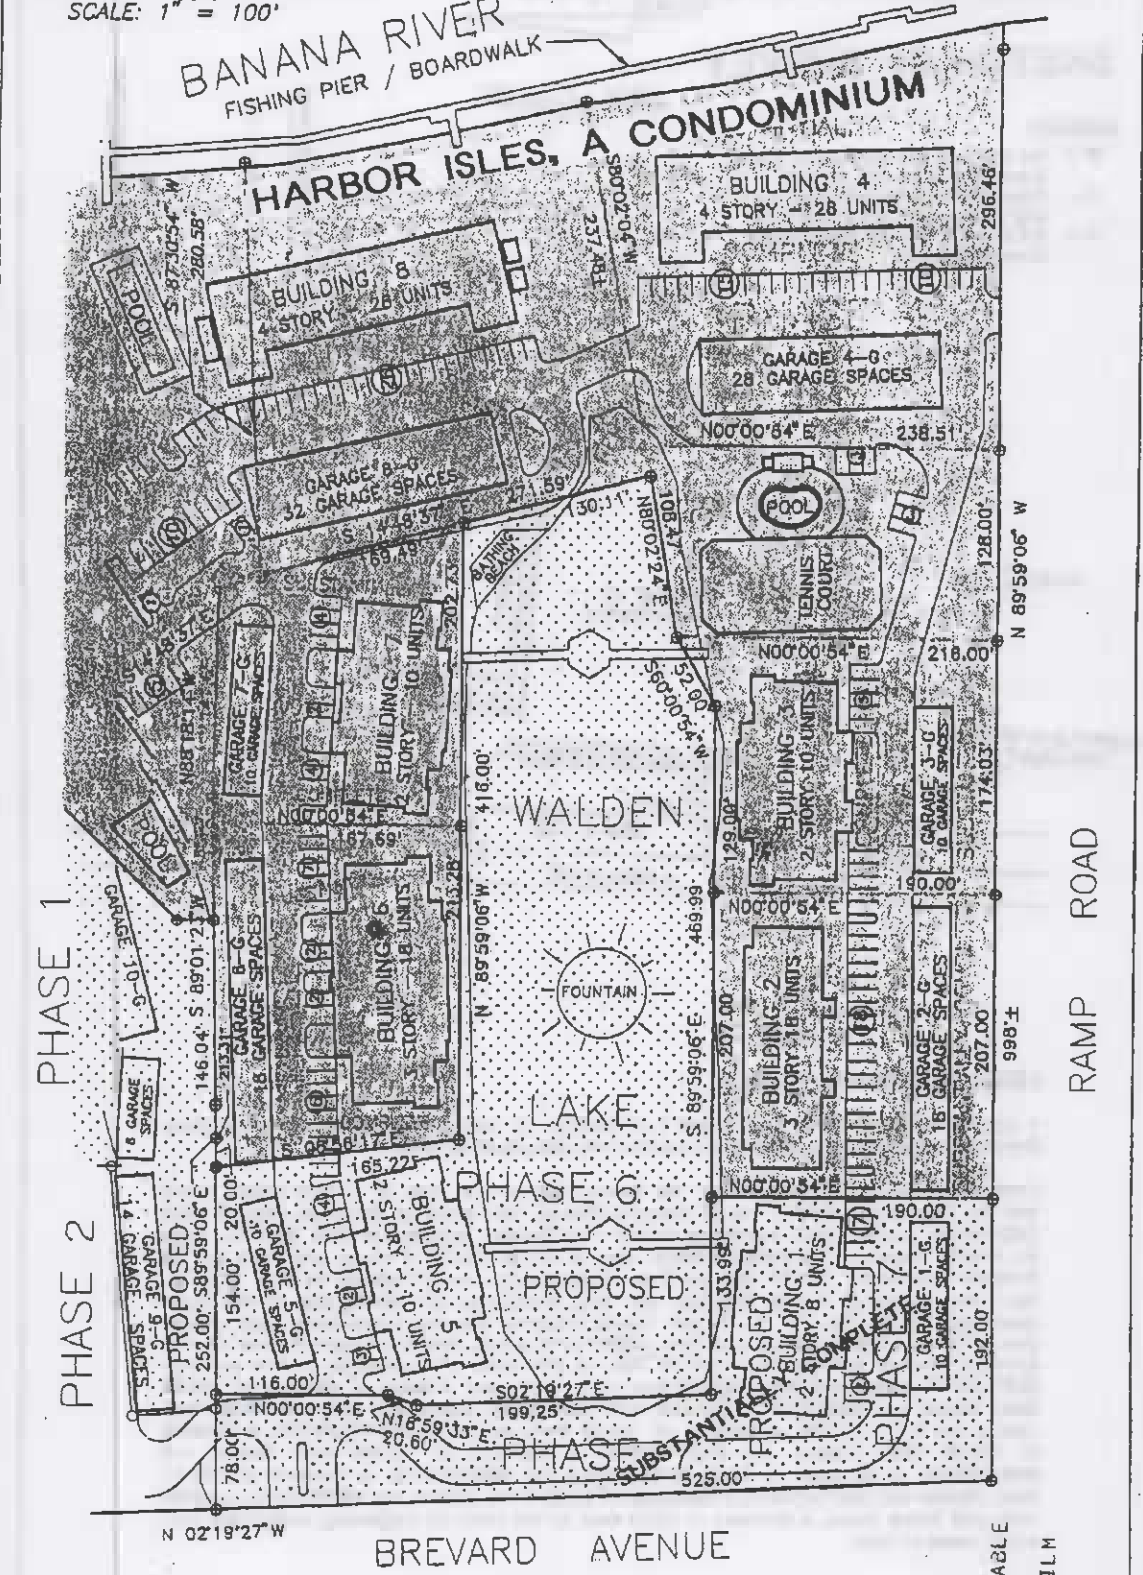 SCALE: 1" = 100'
BANANA RIVER
FISHING PIER / BOARDWALK
HARBOR ISLES, A CONDOMINIUM
S 87°30'54" W
280.58'
POOL
BUILDING 8
4 STORY - 28 UNITS
S80°02'04"W
237.48±
BUILDING 4
4 STORY - 28 UNITS
296.46'
GARAGE 4-G
28 GARAGE SPACES
N00°00'54"E
238.51'
GARAGE 8-G
32 GARAGE SPACES
271.59'
130.11'
108.47'
N80°02'24"E
BATHING
BEACH
POOL
TENNIS
COURT
128.00'
N 89°59'06" W
N00°00'54"E
218.00'
52.00'
S60°00'54"W
GARAGE 7-G
10 GARAGE SPACES
BUILDING 7
2 STORY - 10 UNITS
202.73'
N00°00'54"E
167.69
416.00'
WALDEN
129.00'
BUILDING 3
2 STORY 10 UNITS
GARAGE 3-G
10 GARAGE SPACES
174.03'
190.00'
N00°00'54"E
POOL
GARAGE 10-G
PHASE 1
8 GARAGE
SPACES
146.04'
S 89°01'23"W
GARAGE 6-G
18 GARAGE SPACES
BUILDING 6
3 STORY - 18 UNITS
213.28
N 89°59'06"W
FOUNTAIN
469.99
S 89°59'06"E
207.00'
BUILDING 2
3 STORY 18 UNITS
18
GARAGE 2-G
18 GARAGE SPACES
207.00'
998'±
RAMP ROAD
LAKE
165.22'
PHASE 6
N00°00'54"E
190.00'
PHASE 2
14 GARAGE SPACES
GARAGE 9-G
PROPOSED
252.00'
S89°59'06"E
20.00'
154.00'
GARAGE 5-G
10 GARAGE SPACES
BUILDING 5
2 STORY - 10 UNITS
PROPOSED
133.99'
PROPOSED
BUILDING 1
2 STORY 8 UNITS
7
PHASE 7
GARAGE 1-G
10 GARAGE SPACES
192.00'
116.00'
N00°00'54"E
N16°59'33"E
20.60'
S02°19'27"E
199.25'
78.00'
PHASE
525.00'
N 02°19'27"W
BREVARD AVENUE